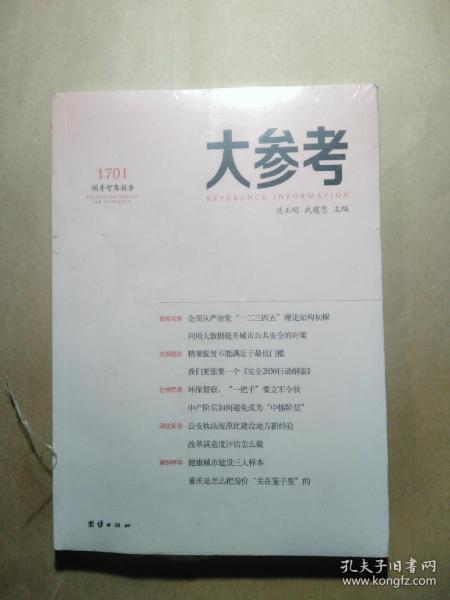 1701
领导智库报告
大参考
REFERENCE INFORMATION
连玉明 武建忠 主编
全面从严治党“一二三四五”理论架构初探
利用大数据提升城市公共安全的对策
精准脱贫不能满足于最低门槛
我们更需要一个《安全2030行动纲要》
环保督察,“一把手”要立军令状
中产阶层如何避免成为“中惨阶层”
公安执法规范化建设地方新经验
改革满意度评估怎么做
健康城市建设三大样本
重庆是怎么把房价“关在笼子里”的
团结出版社
孔夫子旧书网
www.kongfz.com